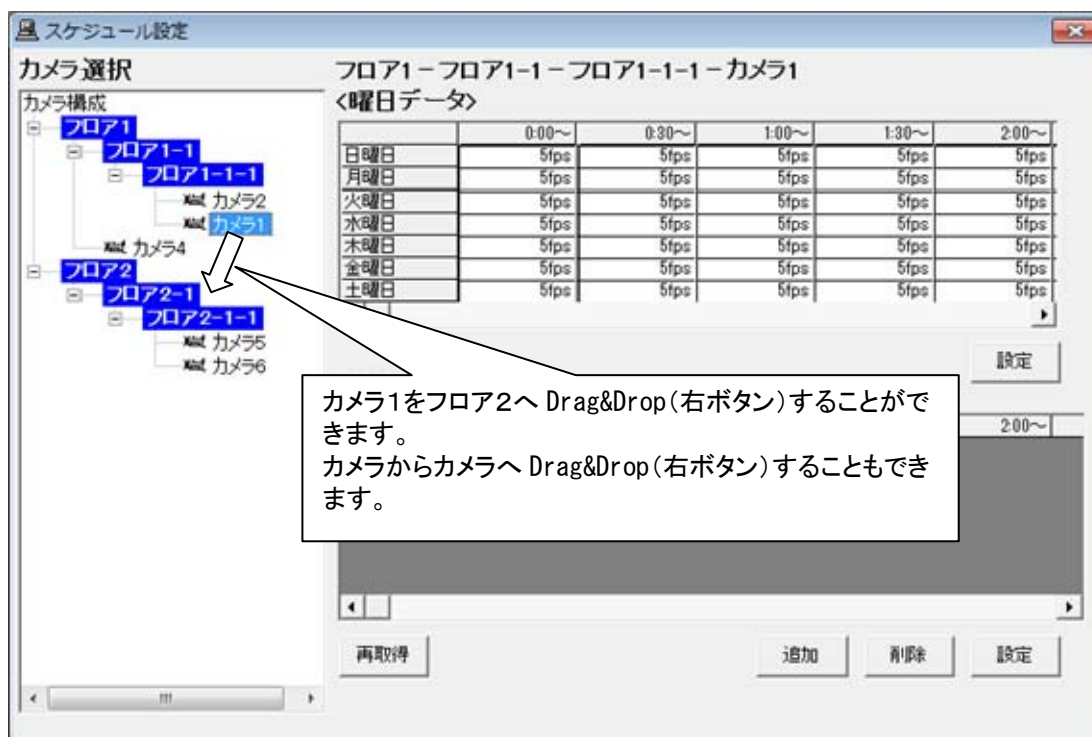 スケジュール設定
カメラ選択
カメラ構成
フロア1
フロア1-1
フロア1-1-1
カメラ2
カメラ1
カメラ4
フロア2
フロア2-1
フロア2-1-1
カメラ5
カメラ6
フロア1-フロア1-1-フロア1-1-1-カメラ1
<曜日データ>
0:00~ 0:30~ 1:00~ 1:30~ 2:00~
日曜日 5fps 5fps 5fps 5fps 5fps
月曜日 5fps 5fps 5fps 5fps 5fps
火曜日 5fps 5fps 5fps 5fps 5fps
水曜日 5fps 5fps 5fps 5fps 5fps
木曜日 5fps 5fps 5fps 5fps 5fps
金曜日 5fps 5fps 5fps 5fps 5fps
土曜日 5fps 5fps 5fps 5fps 5fps
設定
カメラ1をフロア2へ Drag&Drop(右ボタン)することがで
きます。
カメラからカメラへ Drag&Drop(右ボタン)することもでき
ます。
2:00~
再取得 追加 削除 設定